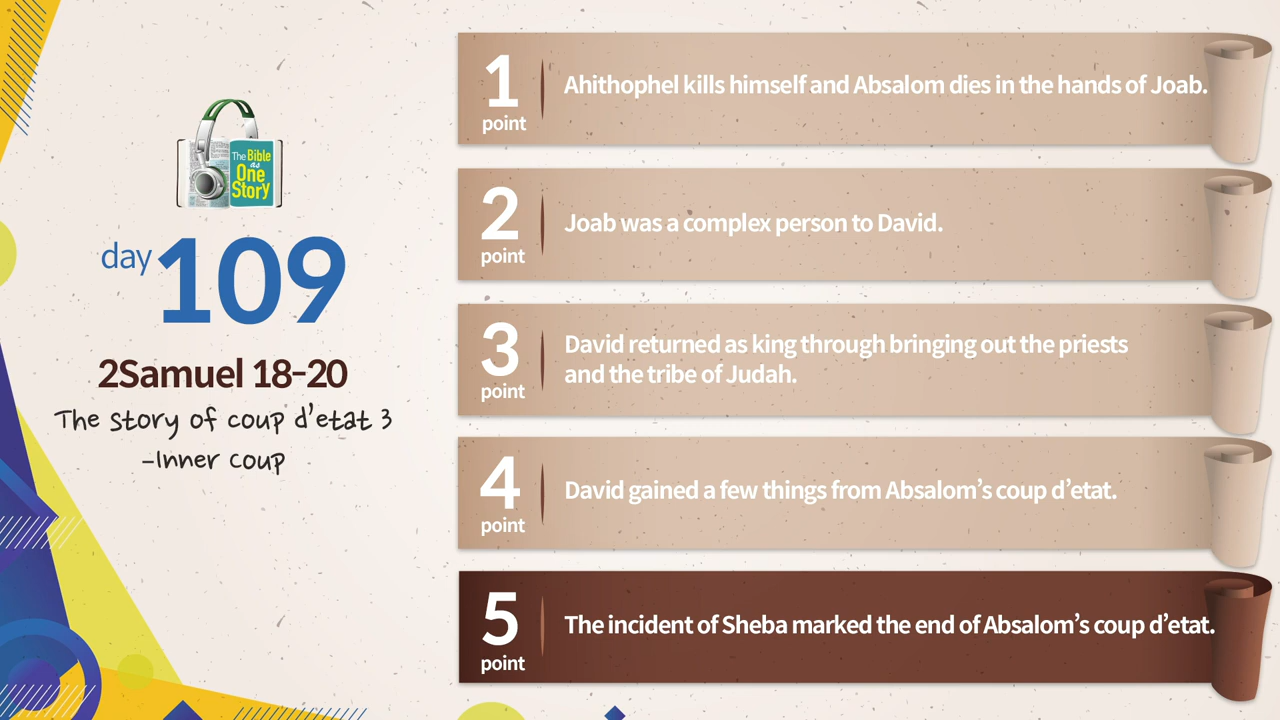 The Bible
as
One
Story
day 109
2Samuel 18-20
The story of coup d'etat 3
-Inner coup
1
point
Ahithophel kills himself and Absalom dies in the hands of Joab.
2
point
Joab was a complex person to David.
3
point
David returned as king through bringing out the priests
and the tribe of Judah.
4
point
David gained a few things from Absalom's coup d'etat.
5
point
The incident of Sheba marked the end of Absalom's coup d'etat.